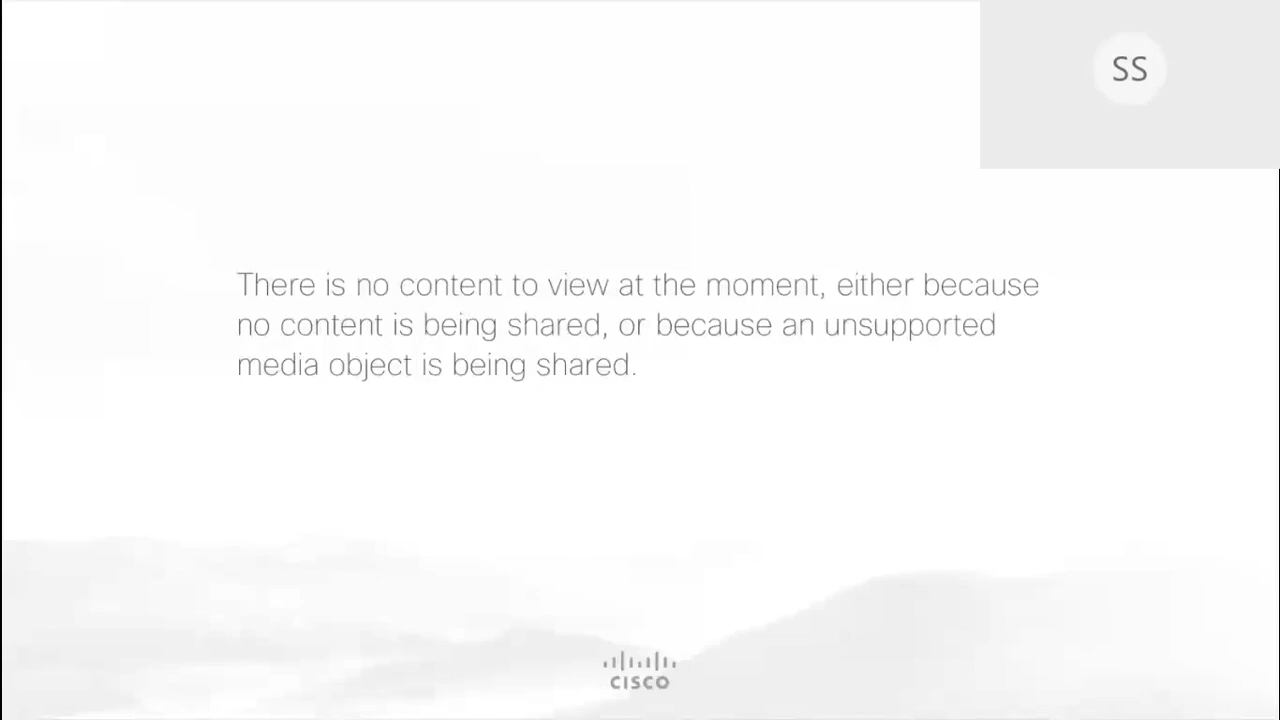 SS
There is no content to view at the moment, either because
no content is being shared, or because an unsupported
media object is being shared.
CISCO